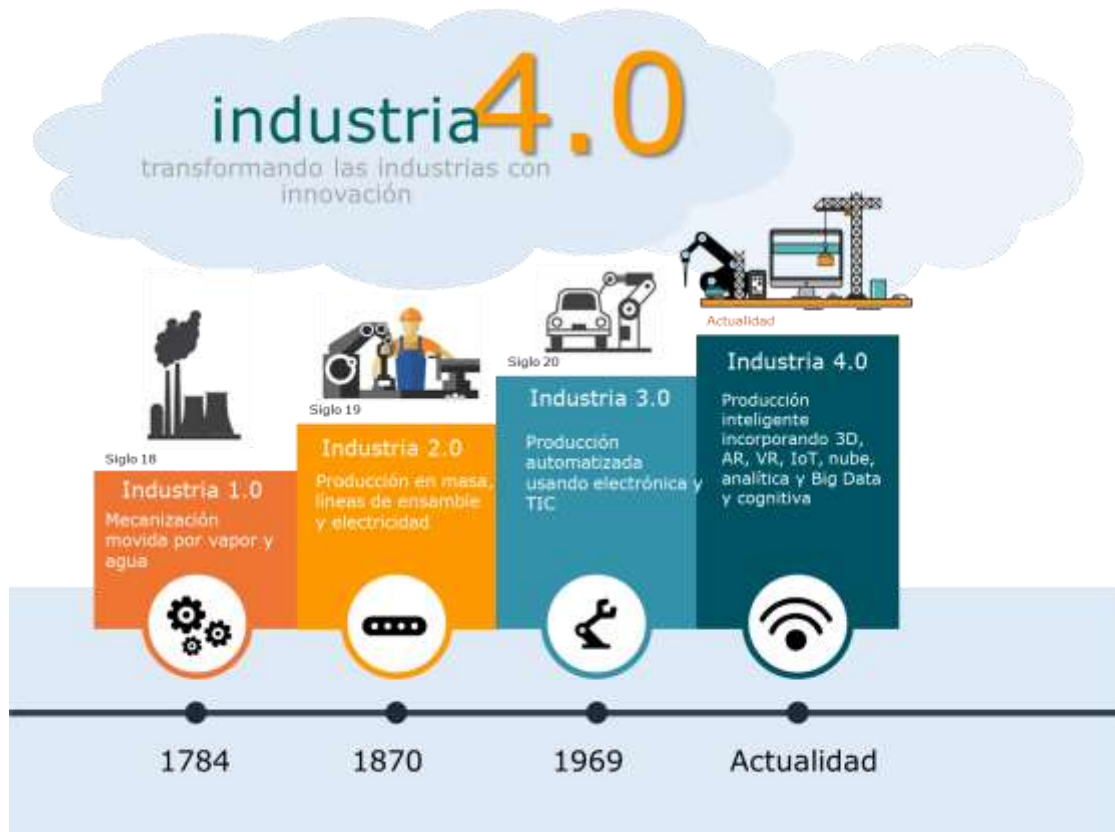 industria 4.0
transformando las industrias con
innovación
Siglo 18
Industria 1.0
Mecanización
movida por vapor y
agua
Siglo 19
Industria 2.0
Producción en masa,
líneas de ensamble
y electricidad
Siglo 20
Industria 3.0
Producción
automatizada
usando electrónica y
TIC
Actualidad
Industria 4.0
Producción
inteligente
incorporando 3D,
AR, VR, IoT, nube,
analítica y Big Data
y cognitiva
1784
1870
1969
Actualidad